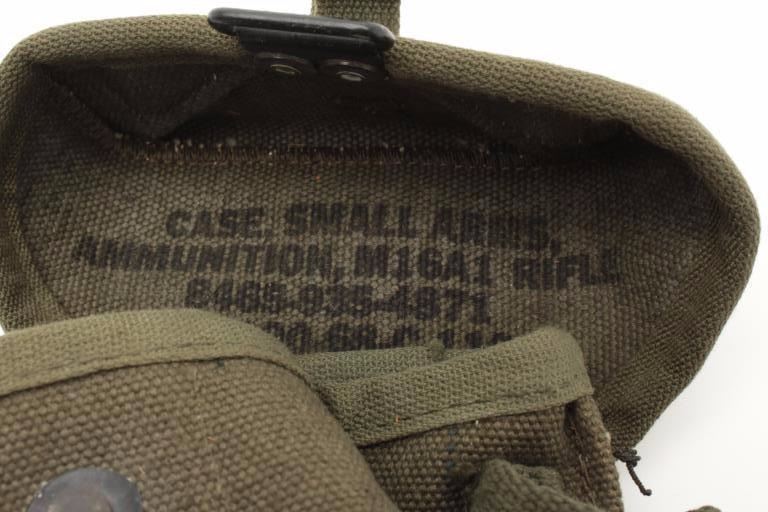 CASE, SMALL ARMS,
AMMUNITION, M16A1 RIFLE
8465-935-4971